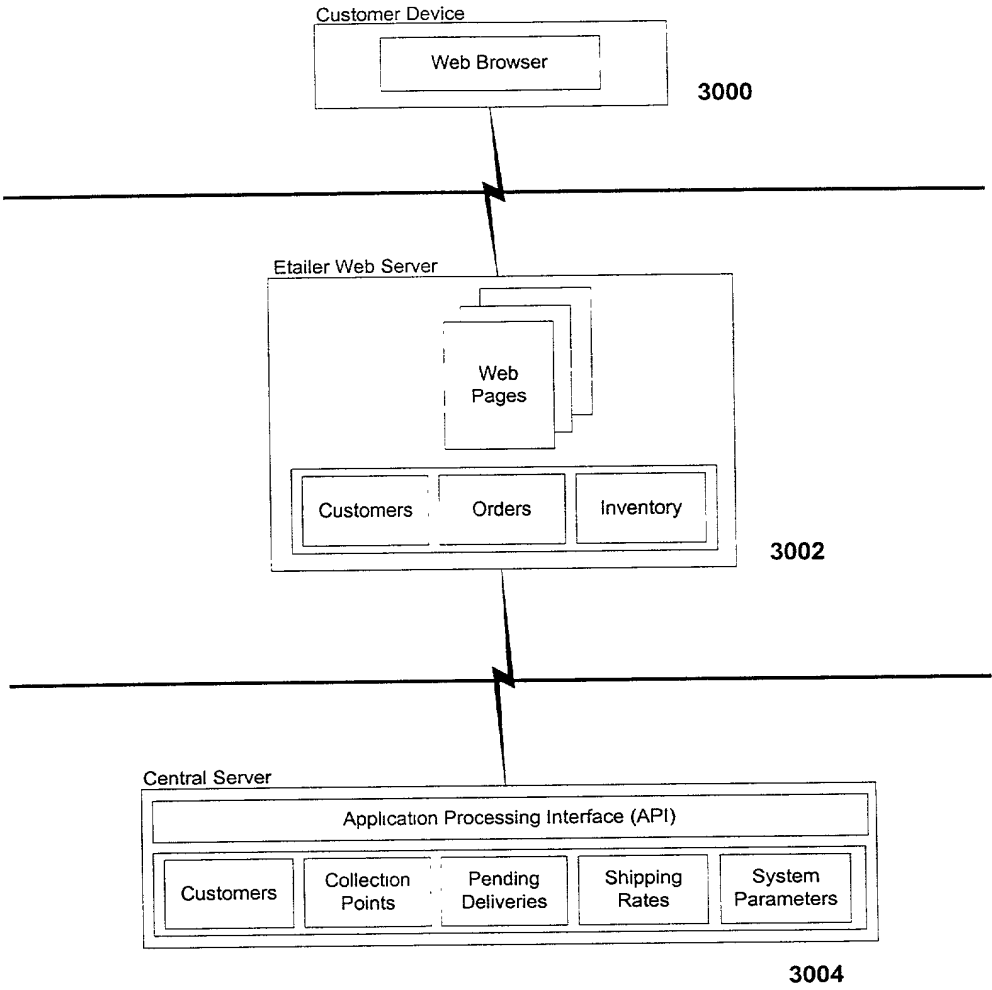 Customer Device
Web Browser
3000
Etailer Web Server
Web
Pages
Customers
Orders
Inventory
3002
Central Server
Application Processing Interface (API)
Customers
Collection
Points
Pending
Deliveries
Shipping
Rates
System
Parameters
3004